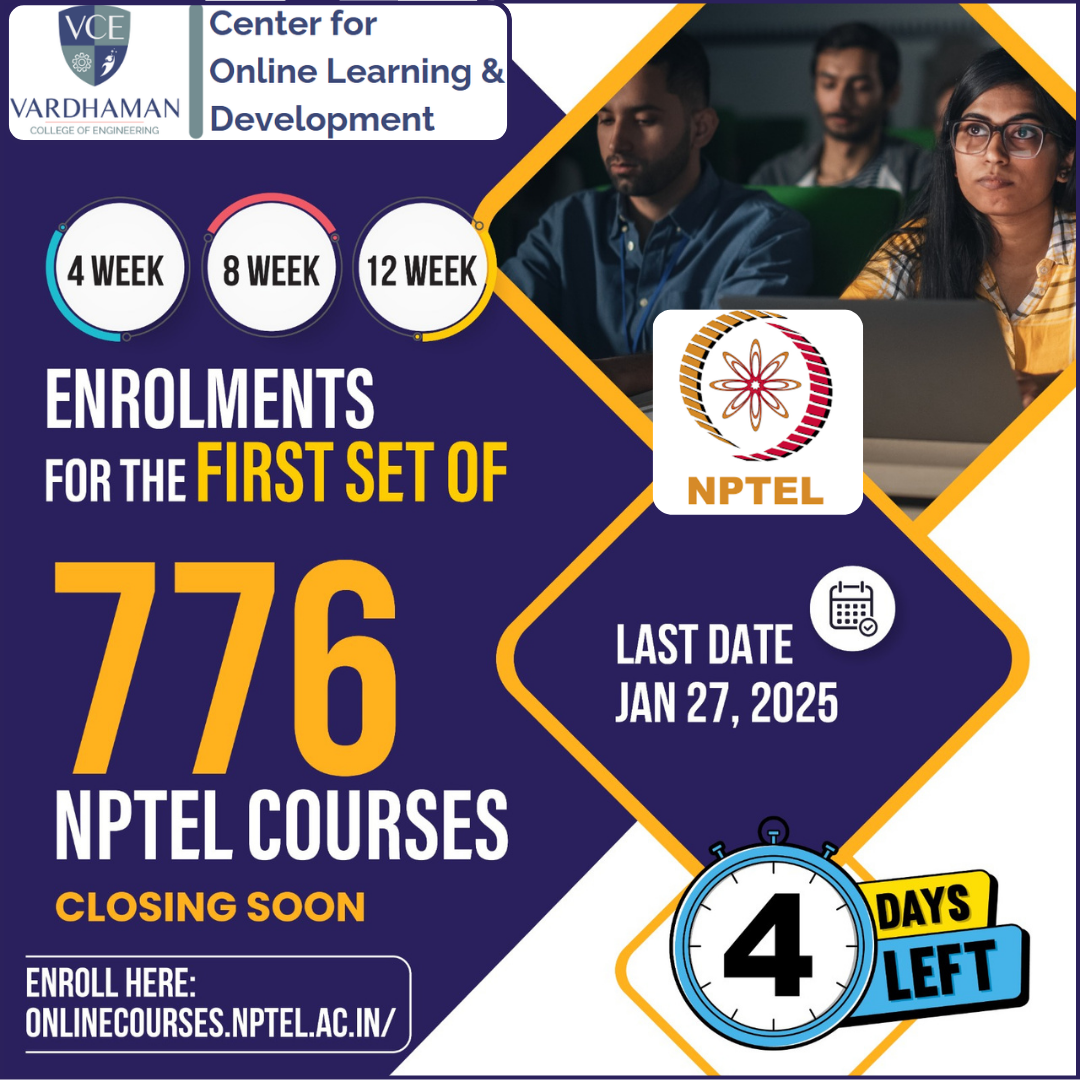 VCE
VARDHAMAN
COLLEGE OF ENGINEERING
Center for
Online Learning &
Development
4 WEEK
8 WEEK
12 WEEK
ENROLMENTS
FOR THE FIRST SET OF
776
NPTEL COURSES
CLOSING SOON
ENROLL HERE:
ONLINECOURSES.NPTEL.AC.IN/
NPTEL
LAST DATE
JAN 27, 2025
4
DAYS
LEFT